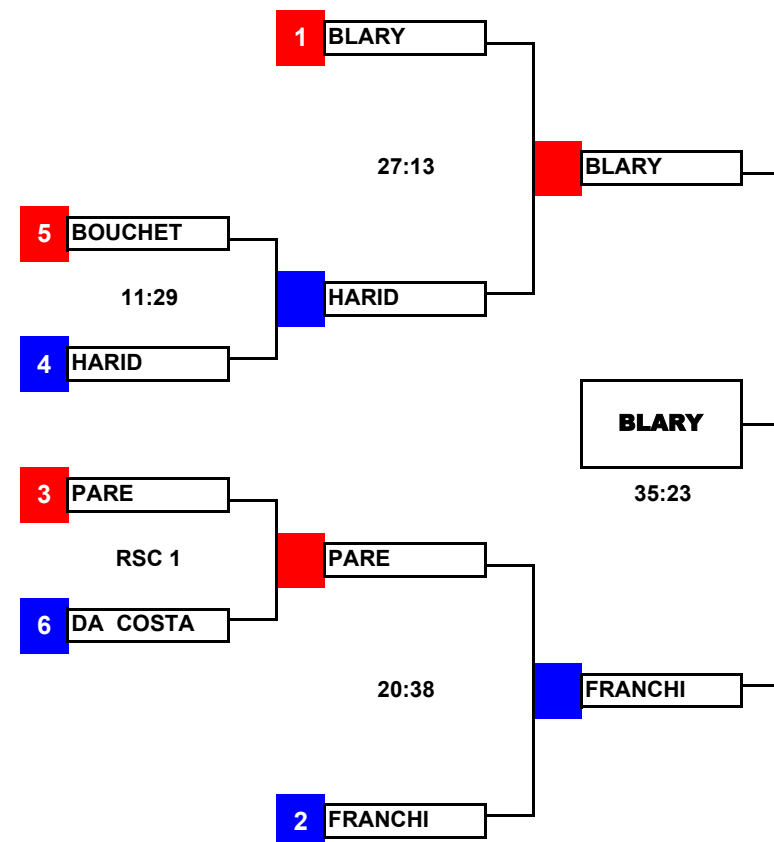 1 BLARY
27:13
BLARY
5 BOUCHET
11:29
HARID
4 HARID
BLARY
35:23
3 PARE
RSC 1
PARE
6 DA COSTA
20:38
FRANCHI
2 FRANCHI